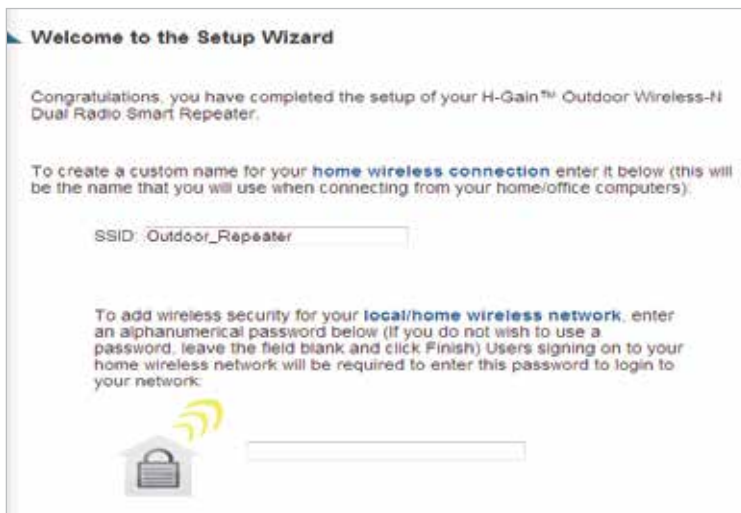 Welcome to the Setup Wizard
Congratulations, you have completed the setup of your H-Gain™ Outdoor Wireless-N
Dual Radio Smart Repeater.
To create a custom name for your home wireless connection enter it below (this will
be the name that you will use when connecting from your home/office computers):
SSID: Outdoor_Repeater
To add wireless security for your local/home wireless network, enter
an alphanumerical password below (If you do not wish to use a
password, leave the field blank and click Finish) Users signing on to your
home wireless network will be required to enter this password to login to
your network: